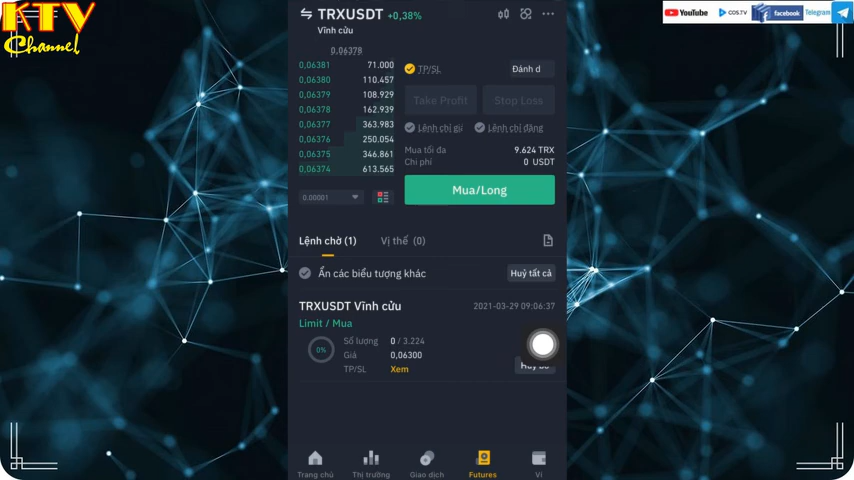 KTV
Channel
YouTube
COS.TV
facebook
Telegram
TRXUSDT +0,38%
Vĩnh cửu
0,06378
0,06381 71.000
0,06380 110.457
0,06379 108.929
0,06378 162.939
0,06377 363.983
0,06376 250.054
0,06375 346.861
0,06374 613.565
0.00001
TP/SL
Đánh d
Take Profit
Stop Loss
Lệnh chỉ giả
Lệnh chỉ đăng
Mua tối đa 9.624 TRX
Chi phí 0 USDT
Mua/Long
Lệnh chờ (1)
Vị thế (0)
Ẩn các biểu tượng khác
Huỷ tất cả
TRXUSDT Vĩnh cửu
2021-03-29 09:06:37
Limit / Mua
0%
Số lượng 0 / 3.224
Giá 0,06300
TP/SL Xem
Trang chủ
Thị trường
Giao dịch
Futures
Ví